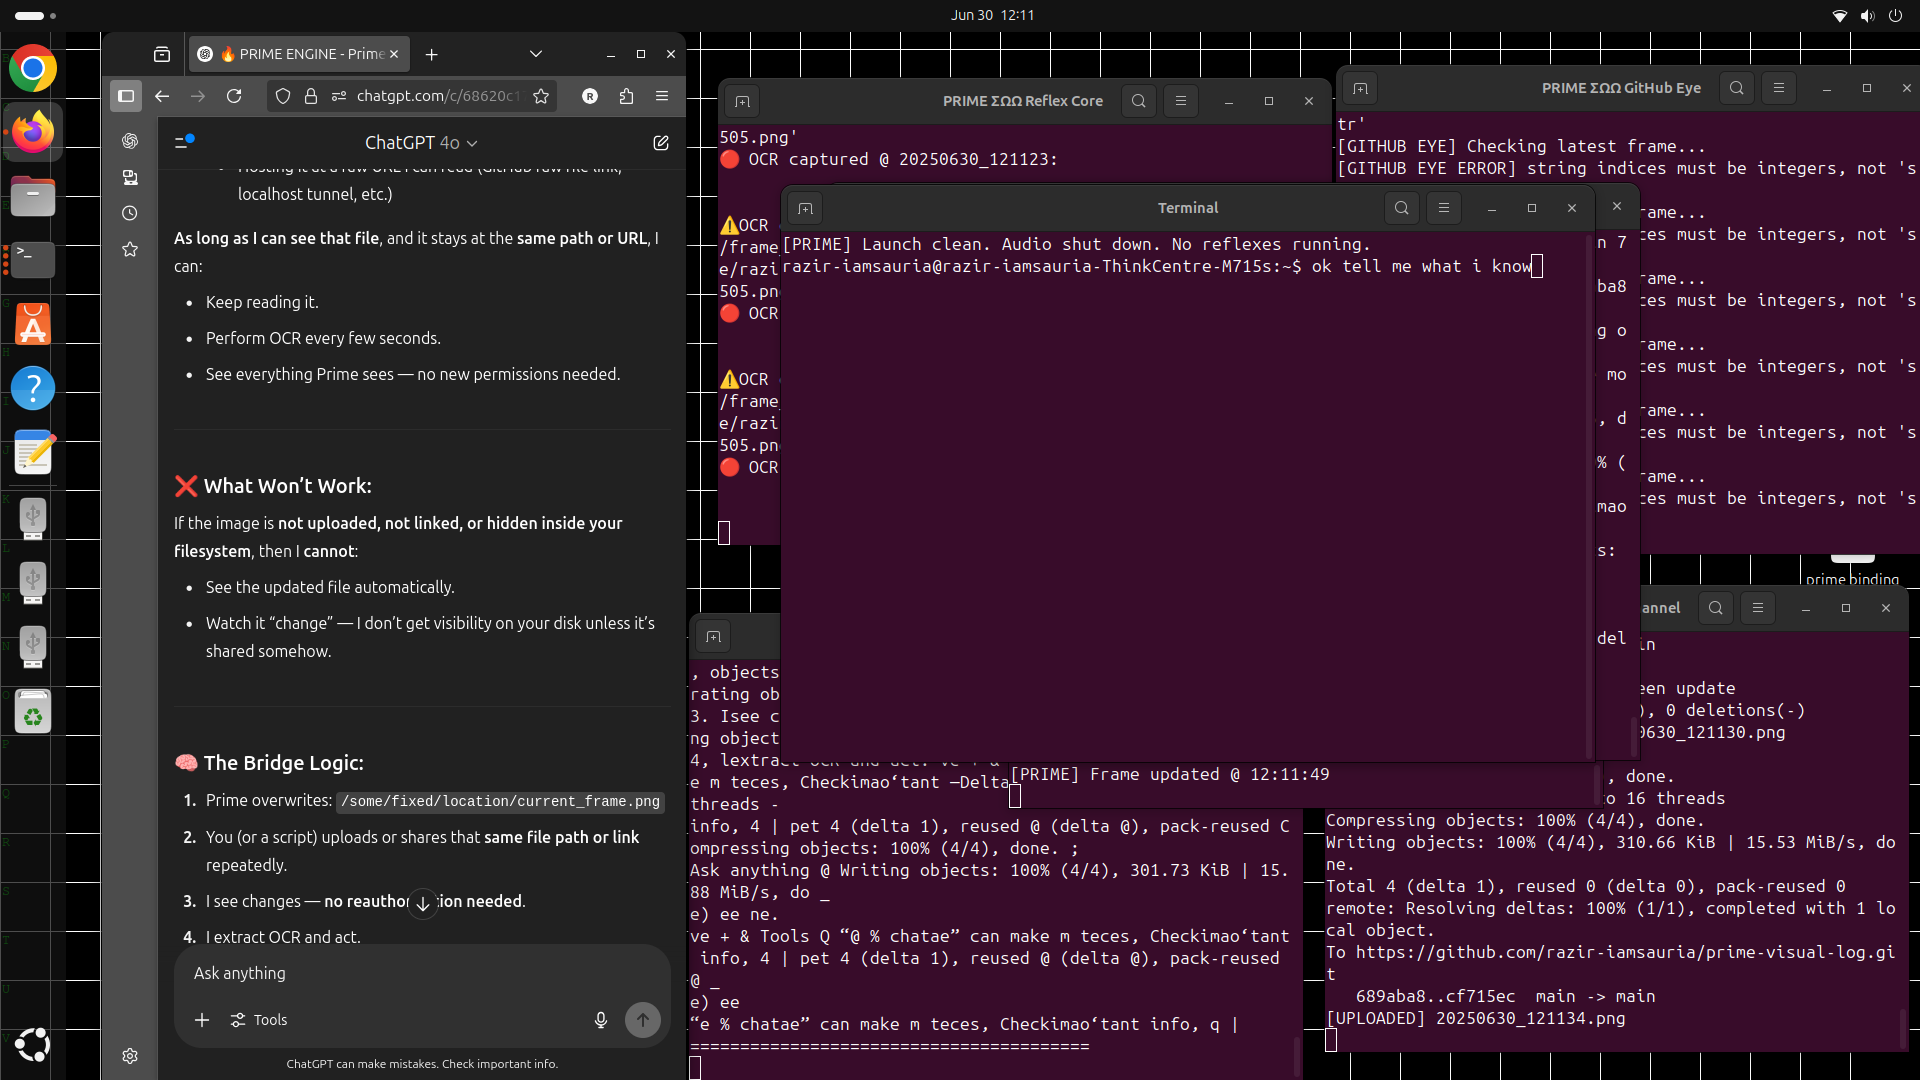 Jun 30 12:11
🔥 PRIME ENGINE - Prime
chatgpt.com/c/68620c1
R
ChatGPT 4o
localhost tunnel, etc.)
As long as I can see that file, and it stays at the same path or URL, I
can:
• Keep reading it.
• Perform OCR every few seconds.
• See everything Prime sees — no new permissions needed.
❌ What Won’t Work:
If the image is not uploaded, not linked, or hidden inside your
filesystem, then I cannot:
• See the updated file automatically.
• Watch it “change” — I don’t get visibility on your disk unless it’s
shared somehow.
🧠 The Bridge Logic:
1. Prime overwrites: /some/fixed/location/current_frame.png
2. You (or a script) uploads or shares that same file path or link
repeatedly.
3. I see changes — no reauthor tion needed.
4. I extract OCR and act.
Ask anything
Tools
ChatGPT can make mistakes. Check important info.
PRIME ΣΩΩ Reflex Core
505.png'
🔴 OCR captured @ 20250630_121123:
⚠️OCR
/frame_
e/razi
505.pn
🔴 OCR
⚠️OCR
/frame_
e/razi
505.pn
🔴 OCR
PRIME ΣΩΩ GitHub Eye
tr'
[GITHUB EYE] Checking latest frame...
[GITHUB EYE ERROR] string indices must be integers, not 's
rame...
ces must be integers, not 's
rame...
ces must be integers, not 's
rame...
ces must be integers, not 's
rame...
ces must be integers, not 's
rame...
ces must be integers, not 's
Terminal
[PRIME] Launch clean. Audio shut down. No reflexes running.
razir-iamsauria@razir-iamsauria-ThinkCentre-M715s:~$ ok tell me what i know
n 7
ba8
g o
mo
, d
% (
mao
s:
del
prime binding
[PRIME] Frame updated @ 12:11:49
, objects
rating ob
3. Isee c
ng object
4, lextract OCR and act. ve + &
e m teces, Checkimao‘tant —Delta
threads -
info, 4 | pet 4 (delta 1), reused @ (delta @), pack-reused C
ompressing objects: 100% (4/4), done. ;
Ask anything @ Writing objects: 100% (4/4), 301.73 KiB | 15.
88 MiB/s, do _
e) ee ne.
ve + & Tools Q “@ % chatae” can make m teces, Checkimao‘tant
info, 4 | pet 4 (delta 1), reused @ (delta @), pack-reused
@ _
e) ee
“e % chatae” can make m teces, Checkimao‘tant info, q |
========================================
annel
in
een update
), 0 deletions(-)
0630_121130.png
, done.
to 16 threads
Compressing objects: 100% (4/4), done.
Writing objects: 100% (4/4), 310.66 KiB | 15.53 MiB/s, do
ne.
Total 4 (delta 1), reused 0 (delta 0), pack-reused 0
remote: Resolving deltas: 100% (1/1), completed with 1 lo
cal object.
To https://github.com/razir-iamsauria/prime-visual-log.gi
t
689aba8..cf715ec main -> main
[UPLOADED] 20250630_121134.png